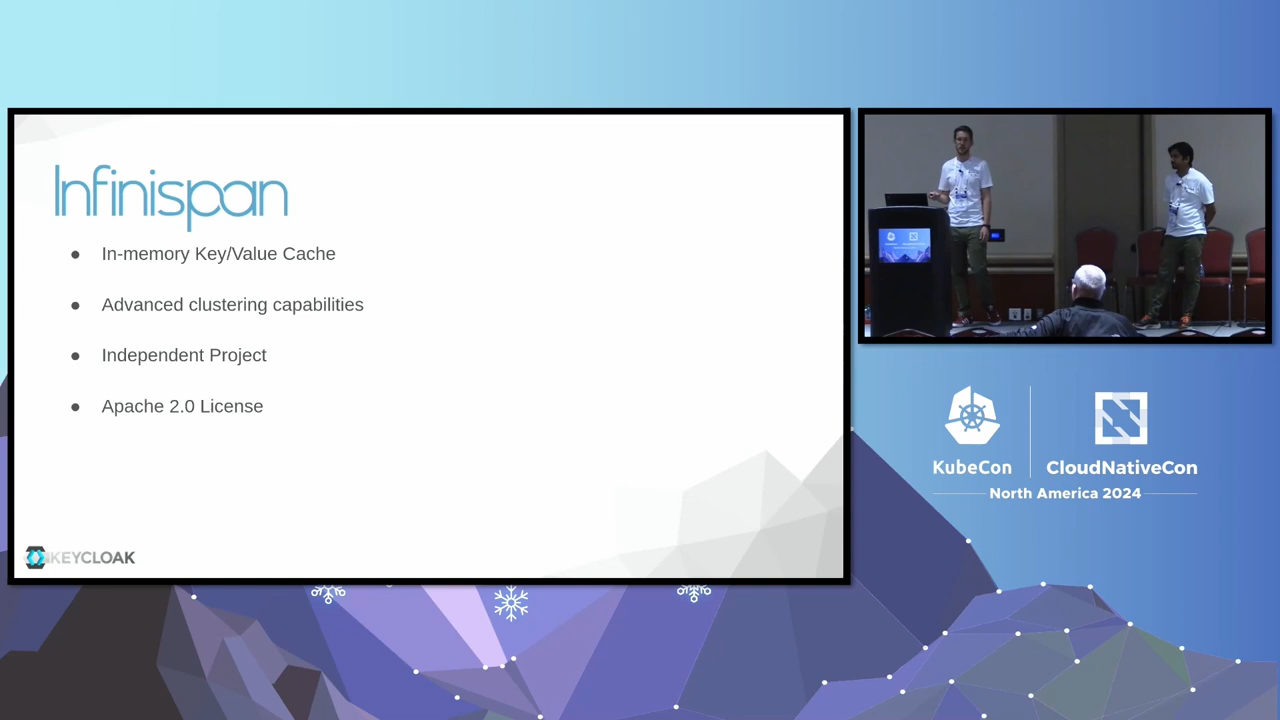 Infinispan
● In-memory Key/Value Cache
● Advanced clustering capabilities
● Independent Project
● Apache 2.0 License
KEYCLOAK
KubeCon
CloudNativeCon
North America 2024